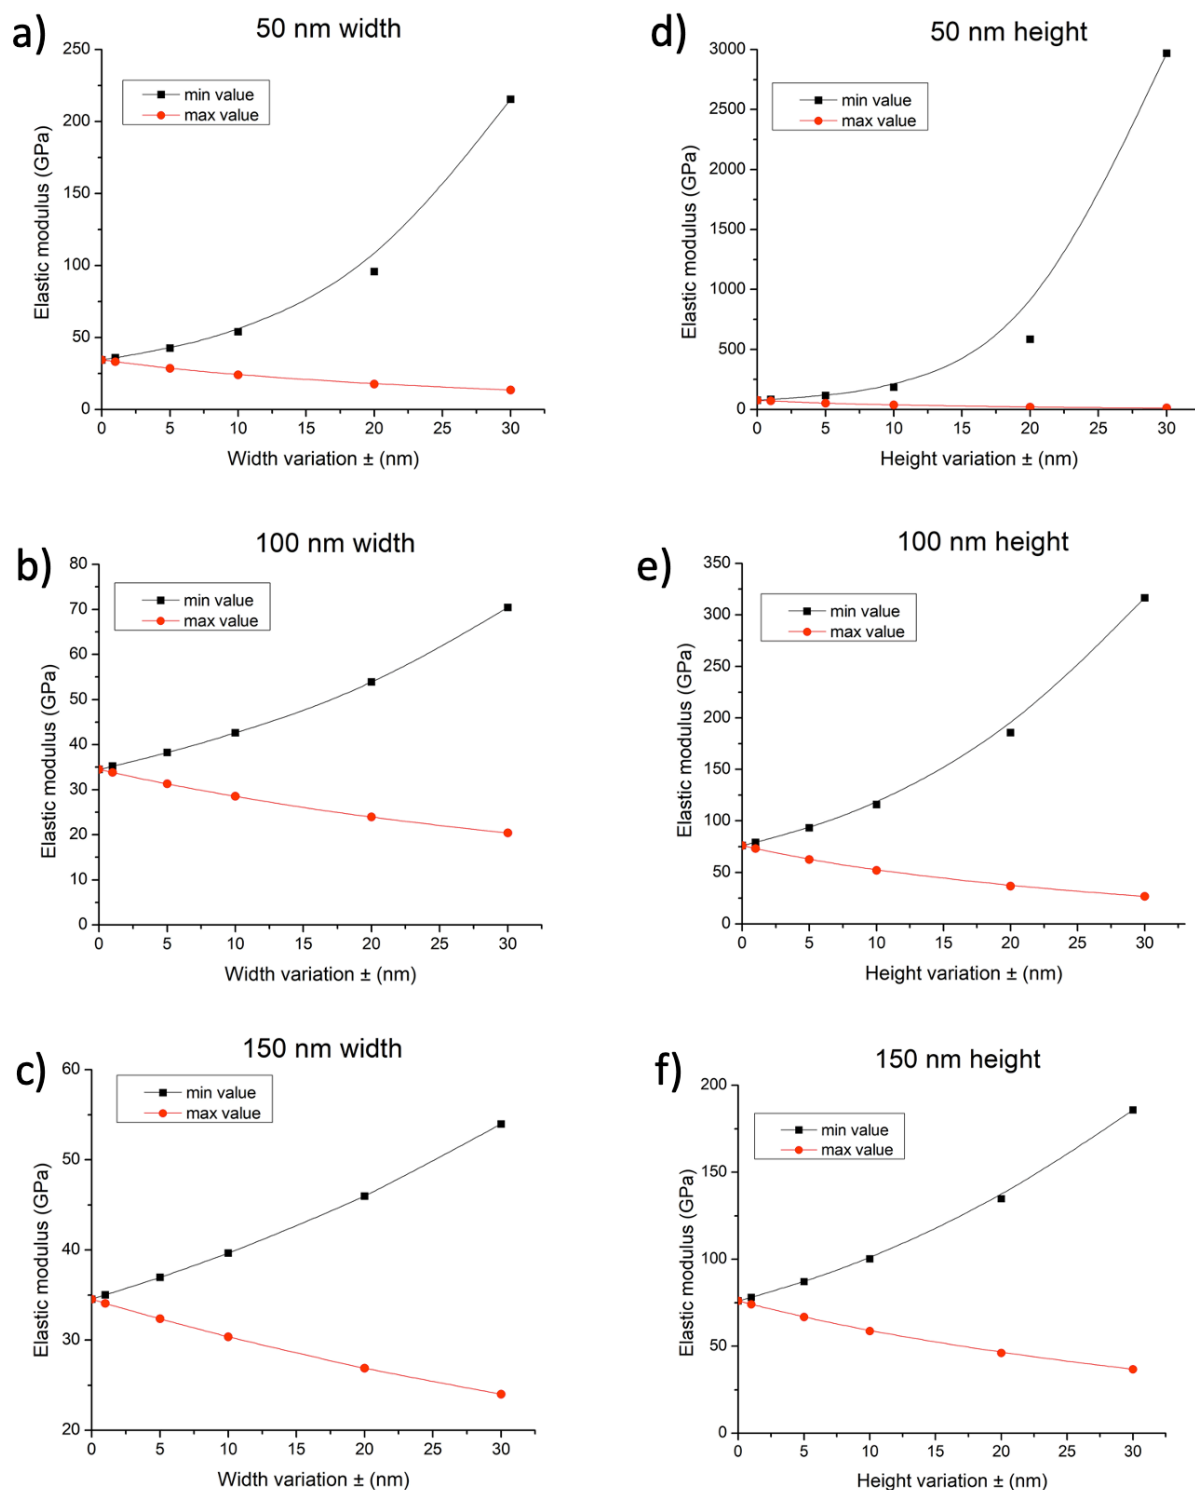 a)
50 nm width
250
200
150
100
50
0
Elastic modulus (GPa)
min value
max value
0 5 10 15 20 25 30
Width variation ± (nm)
d)
50 nm height
3000
2500
2000
1500
1000
500
0
Elastic modulus (GPa)
min value
max value
0 5 10 15 20 25 30
Height variation ± (nm)
b)
100 nm width
80
70
60
50
40
30
20
10
0
Elastic modulus (GPa)
min value
max value
0 5 10 15 20 25 30
Width variation ± (nm)
e)
100 nm height
350
300
250
200
150
100
50
0
Elastic modulus (GPa)
min value
max value
0 5 10 15 20 25 30
Height variation ± (nm)
c)
150 nm width
60
50
40
30
20
Elastic modulus (GPa)
min value
max value
0 5 10 15 20 25 30
Width variation ± (nm)
f)
150 nm height
200
150
100
50
0
Elastic modulus (GPa)
min value
max value
0 5 10 15 20 25 30
Height variation ± (nm)